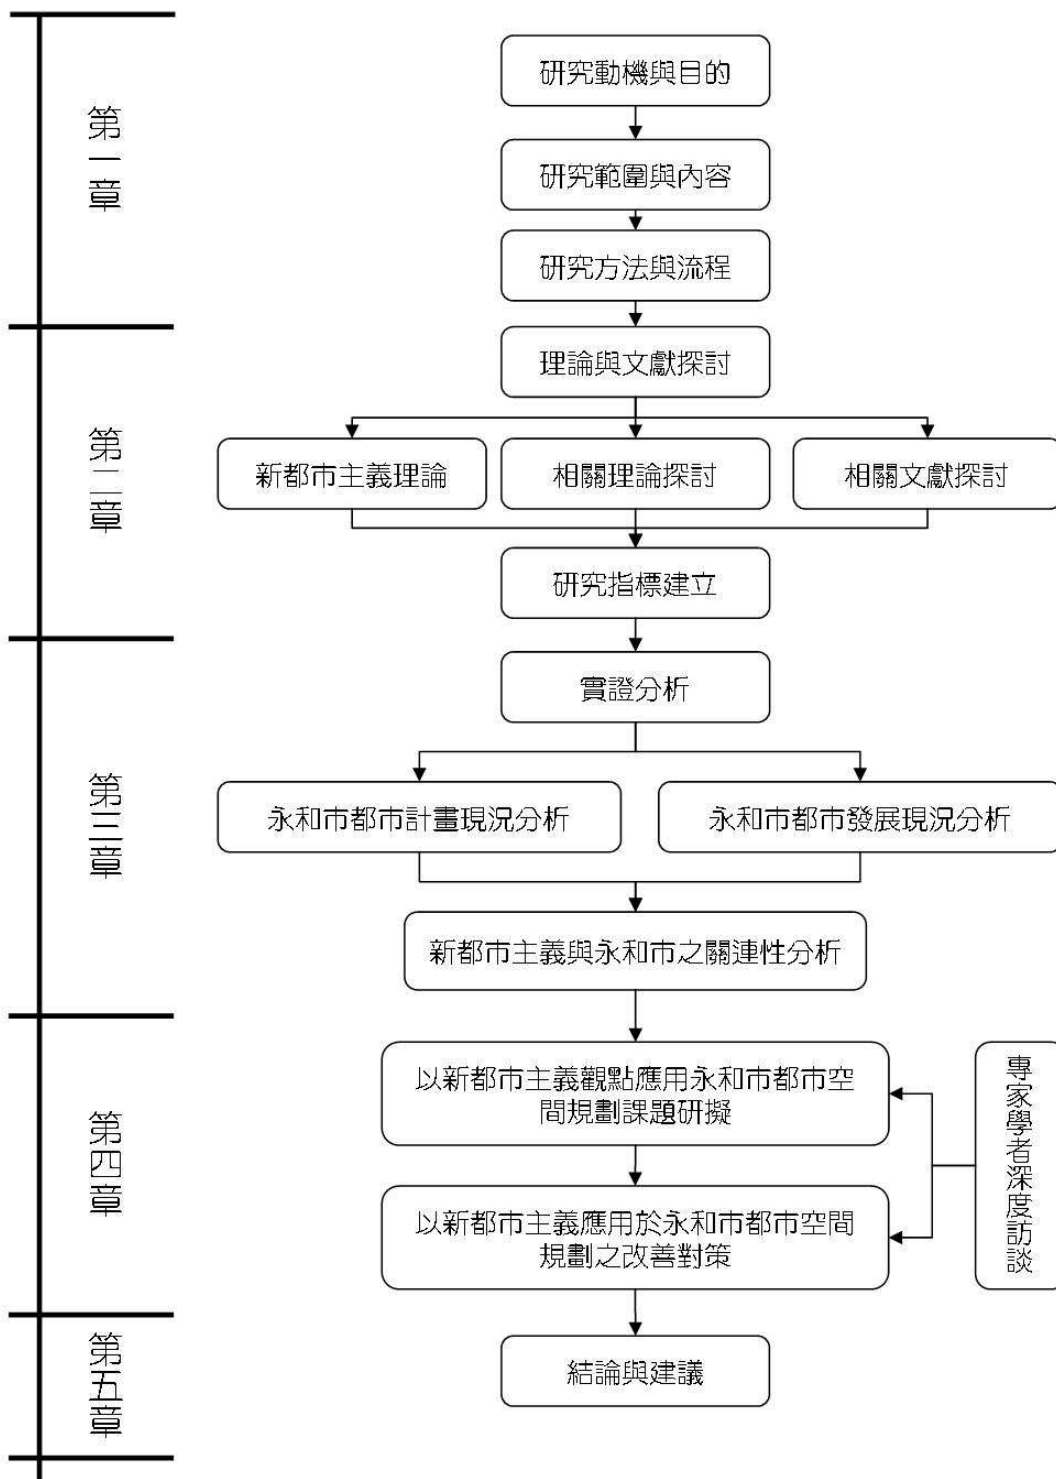 第一章
研究動機與目的
研究範圍與內容
研究方法與流程
第二章
理論與文獻探討
新都市主義理論
相關理論探討
相關文獻探討
研究指標建立
第三章
實證分析
永和市都市計畫現況分析
永和市都市發展現況分析
新都市主義與永和市之關連性分析
第四章
以新都市主義觀點應用永和市都市空
間規劃課題研擬
以新都市主義應用於永和市都市空間
規劃之改善對策
專家學者深度訪談
第五章
結論與建議